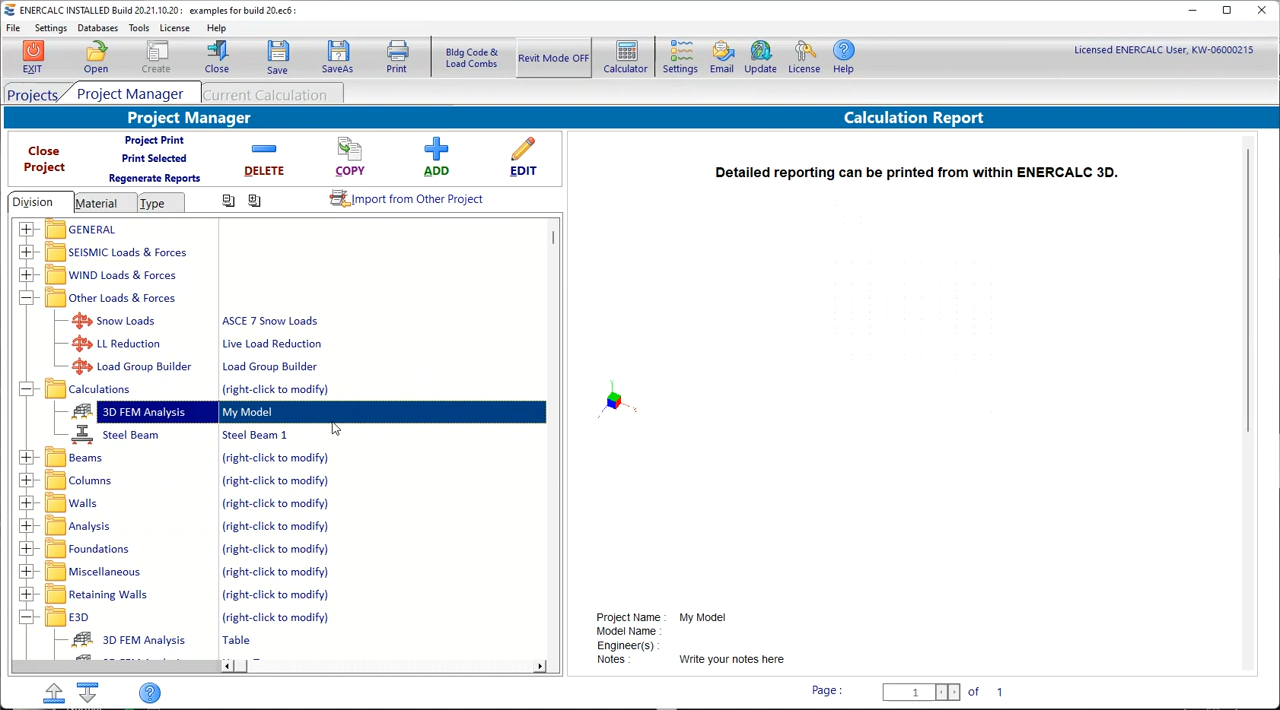 ENERCALC INSTALLED Build 20.21.10.20 : examples for build 20.ec6 :
File Settings Databases Tools License Help
EXIT Open Create Close Save SaveAs Print
Bldg Code &
Load Combs
Revit Mode OFF
Calculator Settings Email Update License Help
Licensed ENERCALC User, KW-06000215
Projects Project Manager Current Calculation
Project Manager
Calculation Report
Close
Project
Project Print
Print Selected
Regenerate Reports
DELETE COPY ADD EDIT
Division Material Type
Import from Other Project
GENERAL
SEISMIC Loads & Forces
WIND Loads & Forces
Other Loads & Forces
Snow Loads ASCE 7 Snow Loads
LL Reduction Live Load Reduction
Load Group Builder Load Group Builder
Calculations (right-click to modify)
3D FEM Analysis My Model
Steel Beam Steel Beam 1
Beams (right-click to modify)
Columns (right-click to modify)
Walls (right-click to modify)
Analysis (right-click to modify)
Foundations (right-click to modify)
Miscellaneous (right-click to modify)
Retaining Walls (right-click to modify)
E3D (right-click to modify)
3D FEM Analysis Table
Detailed reporting can be printed from within ENERCALC 3D.
Project Name : My Model
Model Name :
Engineer(s) :
Notes : Write your notes here
Page : 1 of 1